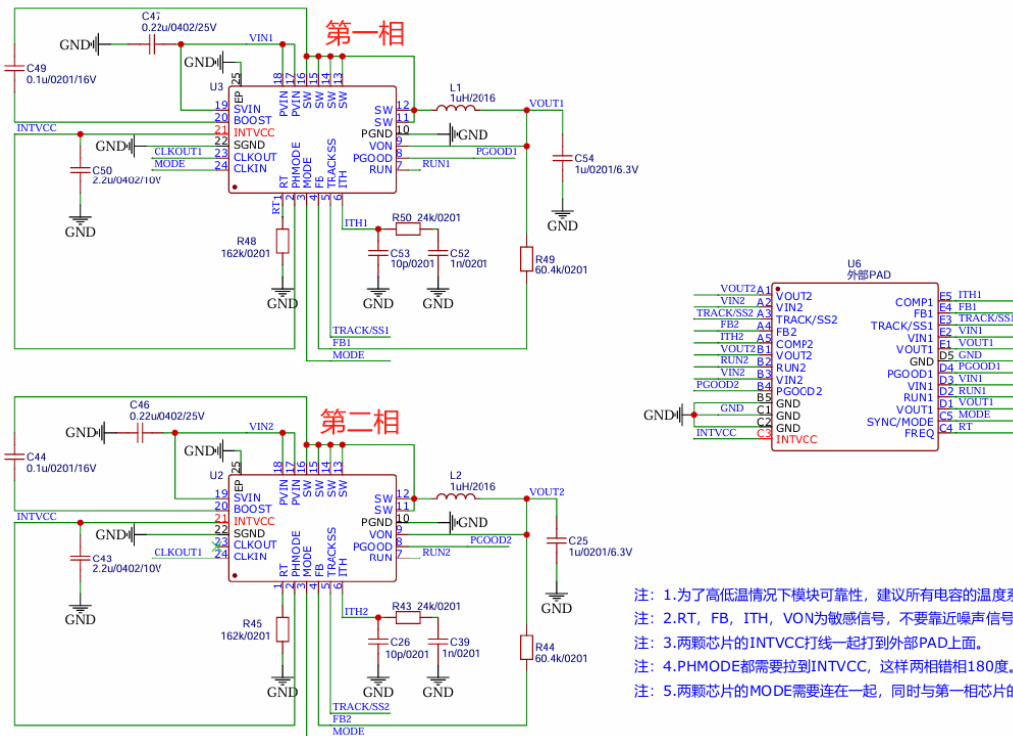 第一相
C47
0.22u/0402/25V
GND
VIN1
GND
C49
0.1u/0201/16V
U3
25
EP
18
17
16
15
14
13
PVIN
PVIN
SW
SW
SW
SW
19
SVIN
20
BOOST
INTVCC
21
INTVCC
22
SGND
GND
CLKOUT1
23
CLKOUT
MODE
24
CLKIN
SW
12
SW
11
PGND
10
GND
VON
9
PGOOD
8
PGOOD1
RUN
7
RUN1
L1
1uH/2016
VOUT1
C54
1u/0201/6.3V
GND
C50
2.2u/0402/10V
GND
RT
PHMODE
MODE
FB
TRACKSS
ITH
1
2
3
4
5
6
RT
R48
162k/0201
GND
ITH1
R50 24k/0201
C53
10p/0201
C52
1n/0201
GND
GND
R49
60.4k/0201
TRACK/SS1
FB1
MODE
第二相
C46
0.22u/0402/25V
GND
VIN2
GND
C44
0.1u/0201/16V
U2
25
EP
18
17
16
15
14
13
PVIN
PVIN
SW
SW
SW
SW
19
SVIN
20
BOOST
INTVCC
21
INTVCC
22
SGND
GND
23
CLKOUT
CLKOUT1
24
CLKIN
SW
12
SW
11
PGND
10
GND
VON
9
PGOOD
8
PGOOD2
RUN
7
RUN2
L2
1uH/2016
VOUT2
C25
1u/0201/6.3V
GND
C43
2.2u/0402/10V
GND
RT
PHMODE
MODE
FB
TRACKSS
ITH
1
2
3
4
5
6
R45
162k/0201
GND
ITH2
R43 24k/0201
C26
10p/0201
C39
1n/0201
GND
GND
R44
60.4k/0201
TRACK/SS2
FB2
MODE
U6
外部PAD
VOUT2 A1 VOUT2
VIN2 A2 VIN2
TRACK/SS2 A3 TRACK/SS2
FB2 A4 FB2
ITH2 A5 COMP2
VOUT2 B1 VOUT2
RUN2 B2 RUN2
VIN2 B3 VIN2
PGOOD2 B4 PGOOD2
B5 GND
GND GND C1 GND
C2 GND
INTVCC C3 INTVCC
COMP1 E5 ITH1
FB1 E4 FB1
TRACK/SS1 E3 TRACK/SS1
VIN1 E2 VIN1
VOUT1 E1 VOUT1
GND D5 GND
PGOOD1 D4 PGOOD1
VIN1 D3 VIN1
RUN1 D2 RUN1
VOUT1 D1 VOUT1
SYNC/MODE C5 MODE
FREQ C4 RT
注：1.为了高低温情况下模块可靠性，建议所有电容的温度系
注：2.RT，FB，ITH，VON为敏感信号，不要靠近噪声信号
注：3.两颗芯片的INTVCC打线一起打到外部PAD上面。
注：4.PHMODE都需要拉到INTVCC，这样两相错相180度。
注：5.两颗芯片的MODE需要连在一起，同时与第一相芯片的